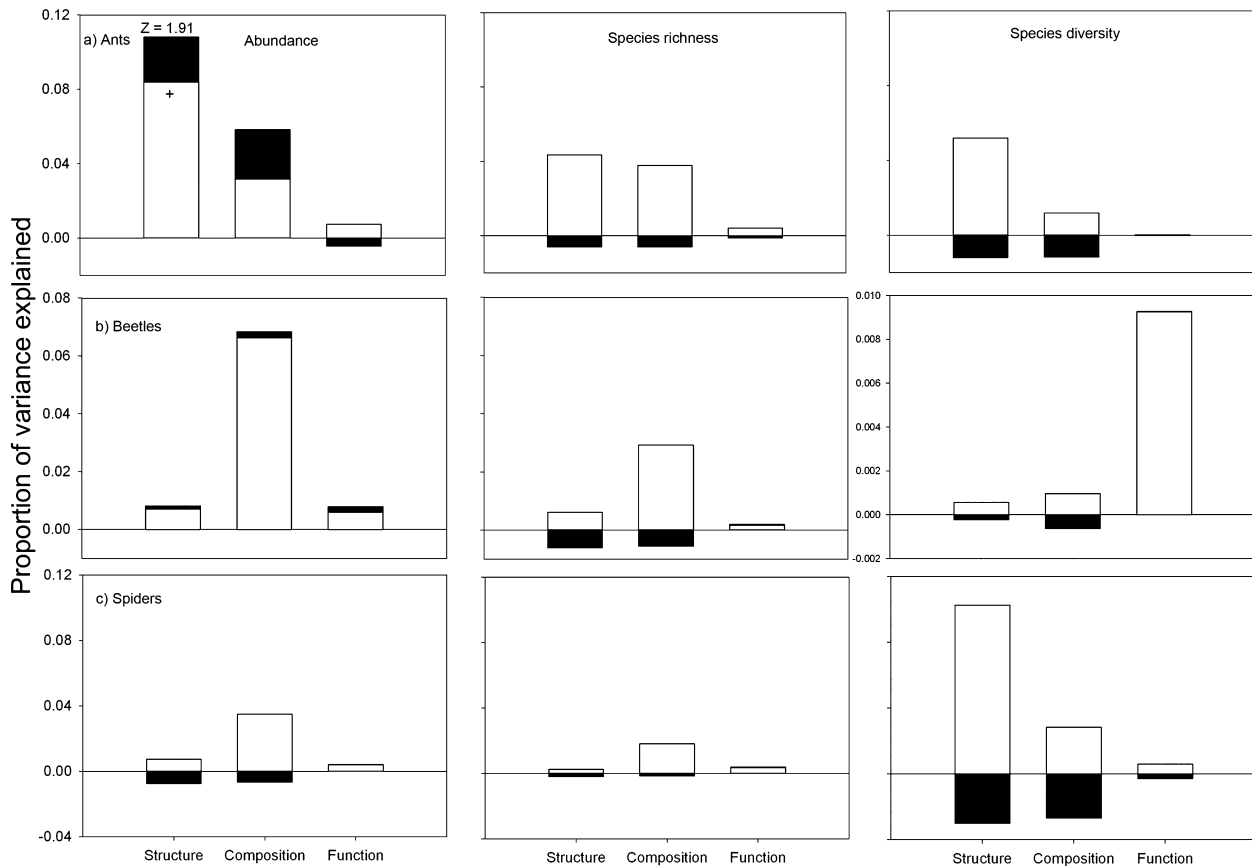 Proportion of variance explained
0.12
0.08
0.04
0.00
a) Ants
Z = 1.91
+
Abundance
Species richness
Species diversity
0.08
0.06
0.04
0.02
0.00
b) Beetles
0.010
0.008
0.006
0.004
0.002
0.000
-0.002
0.12
0.08
0.04
0.00
-0.04
c) Spiders
Structure Composition Function
Structure Composition Function
Structure Composition Function